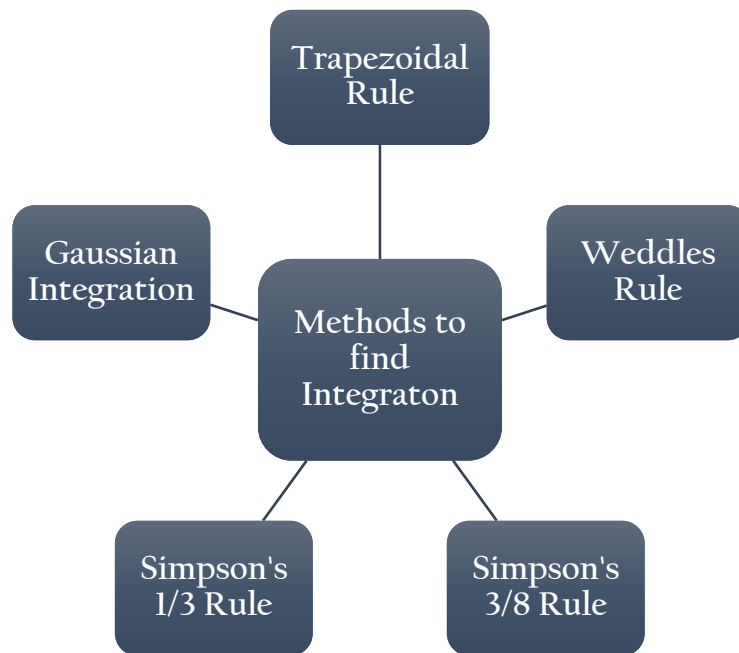 Trapezoidal
Rule
Gaussian
Integration
Weddles
Rule
Methods to
find
Integraton
Simpson's
1/3 Rule
Simpson's
3/8 Rule